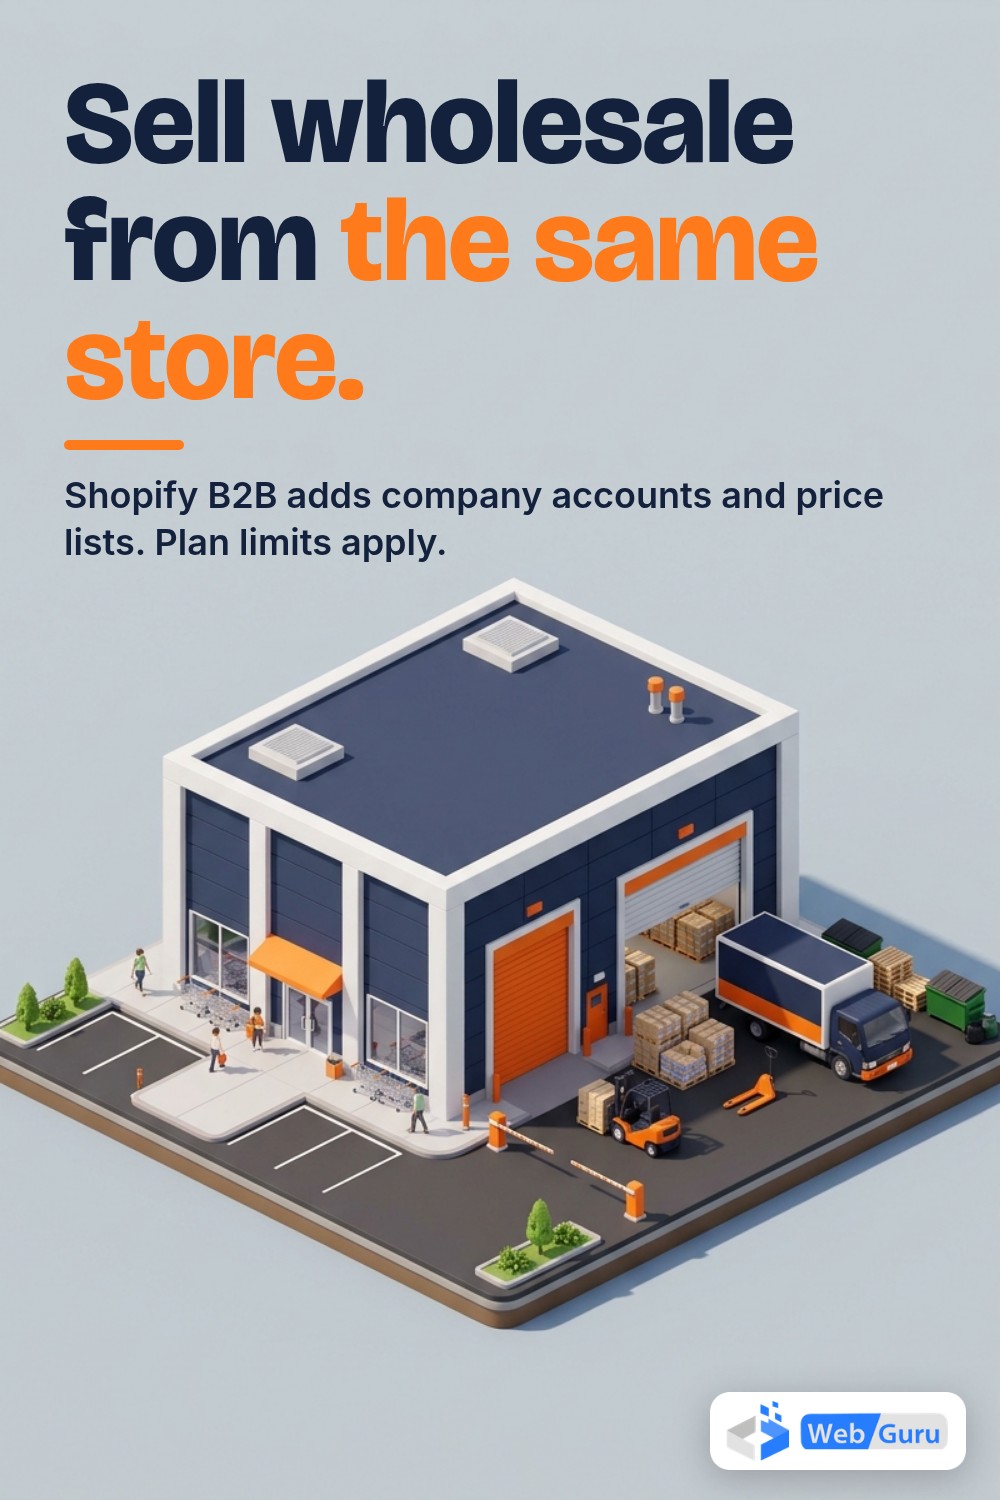 Sell wholesale
from the same
store.
Shopify B2B adds company accounts and price
lists. Plan limits apply.
Web Guru